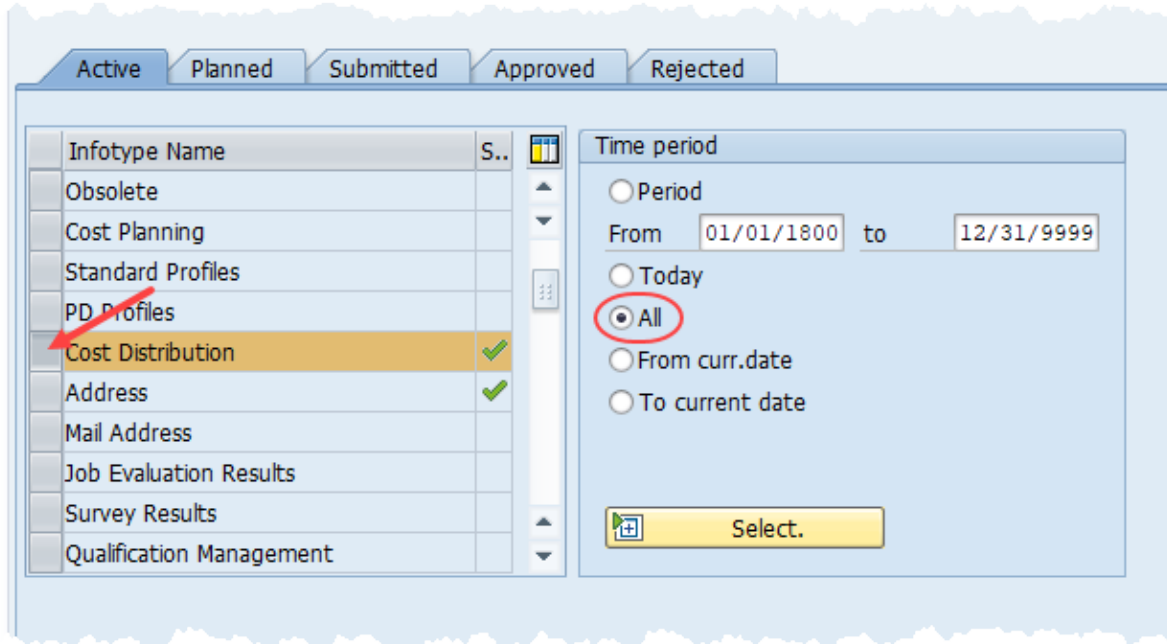 Active Planned Submitted Approved Rejected
Infotype Name S..
Obsolete
Cost Planning
Standard Profiles
PD Profiles
Cost Distribution
Address
Mail Address
Job Evaluation Results
Survey Results
Qualification Management
Time period
Period
From 01/01/1800 to 12/31/9999
Today
All
From curr.date
To current date
Select.